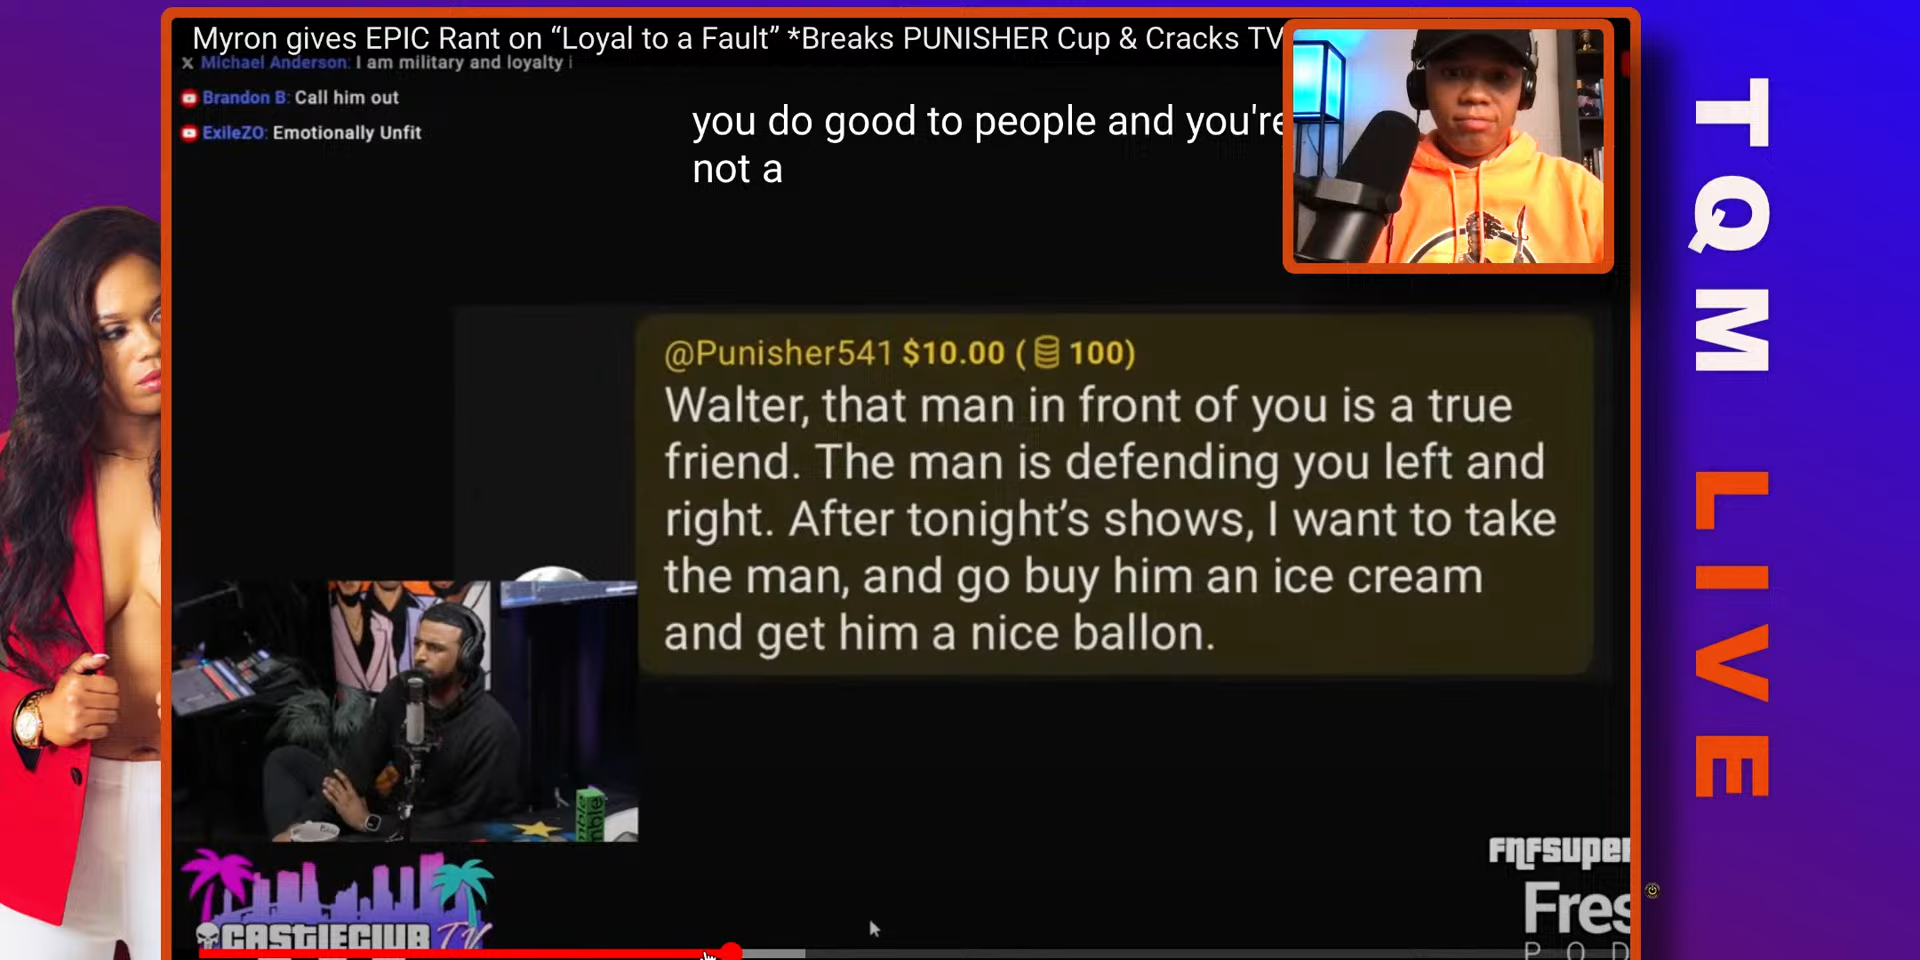 Myron gives EPIC Rant on “Loyal to a Fault” *Breaks PUNISHER Cup & Cracks TV
X Michael Anderson: I am military and loyalty i
Brandon B: Call him out
ExileZO: Emotionally Unfit
you do good to people and you're
not a
@Punisher541 $10.00 ( 100)
Walter, that man in front of you is a true
friend. The man is defending you left and
right. After tonight’s shows, I want to take
the man, and go buy him an ice cream
and get him a nice ballon.
CASTLECLUB TV
FNFSUPER
Fres
POD
TQM LIVE